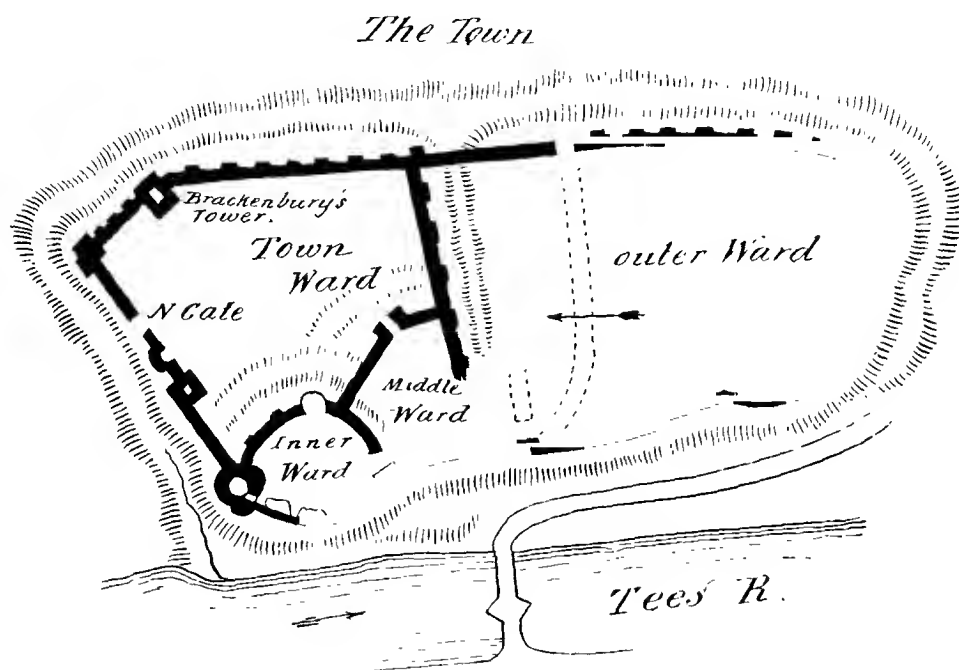 The Town
Brackenbury's
Tower.
Town
Ward
outer Ward
N Gate
Middle
Ward
Inner
Ward
Tees R.